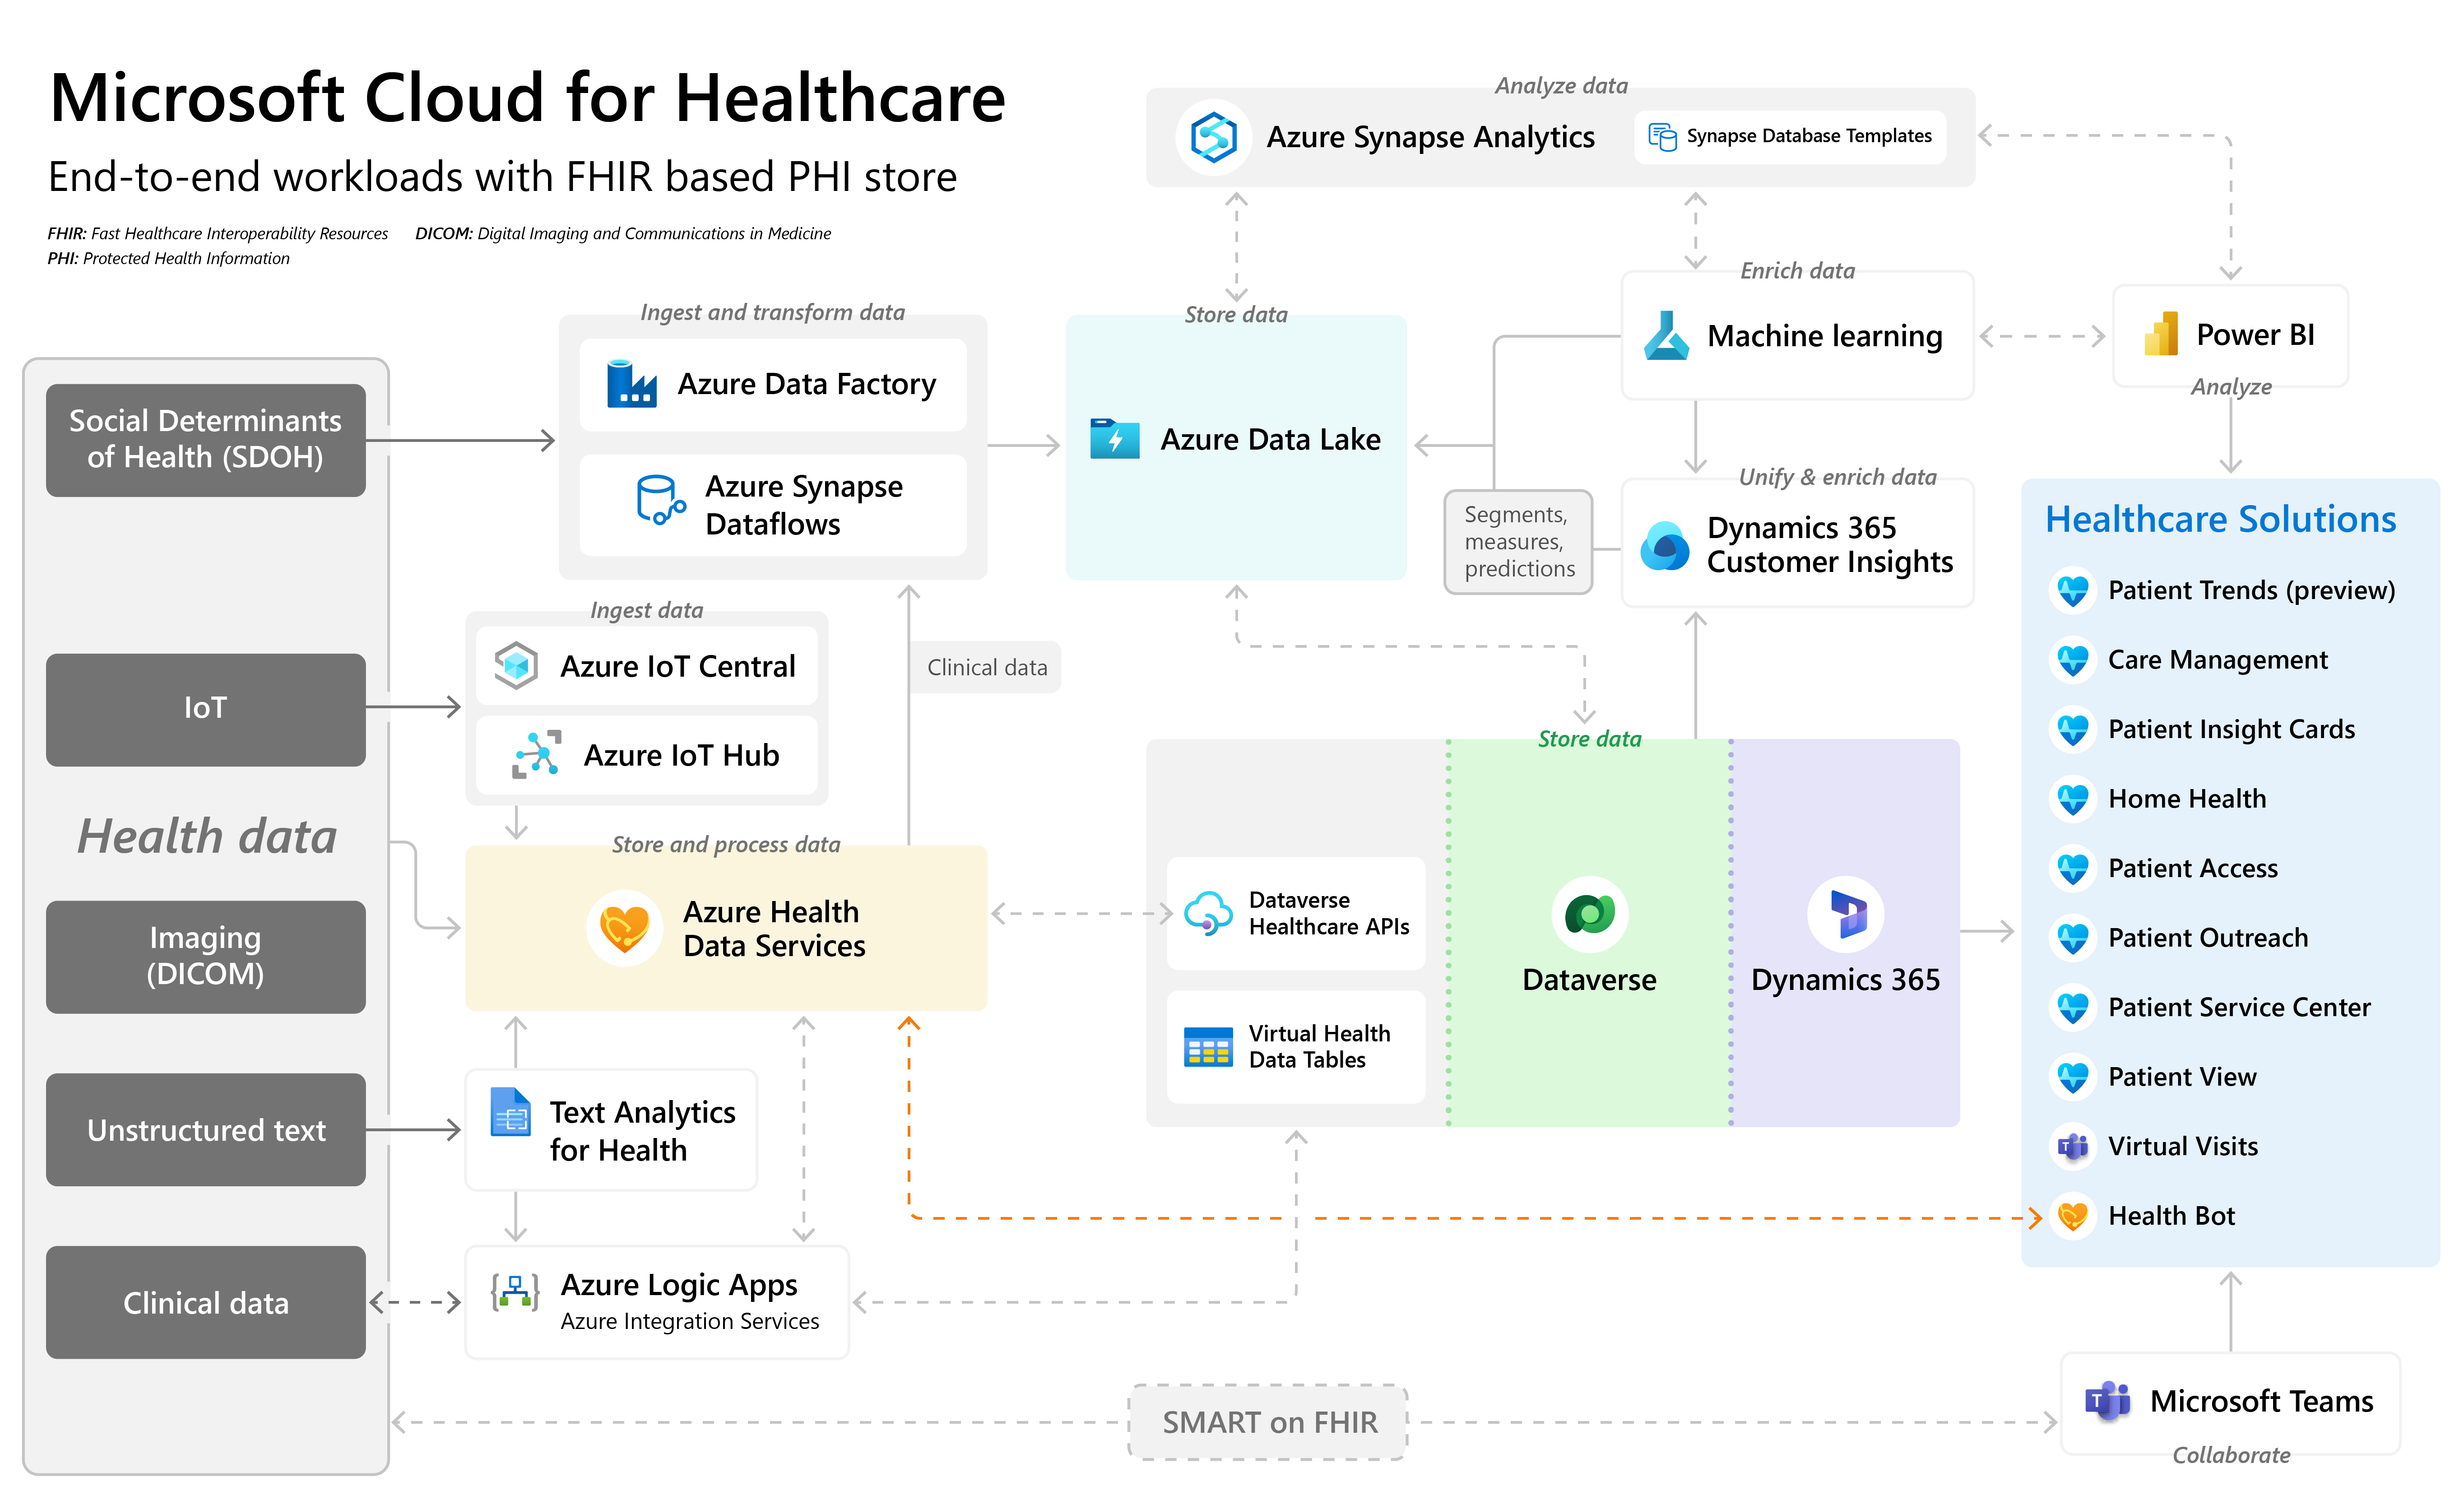 Microsoft Cloud for Healthcare
End-to-end workloads with FHIR based PHI store
FHIR: Fast Healthcare Interoperability Resources DICOM: Digital Imaging and Communications in Medicine
PHI: Protected Health Information
Health data
Social Determinants
of Health (SDOH)
IoT
Imaging
(DICOM)
Unstructured text
Clinical data
Ingest and transform data
Azure Data Factory
Azure Synapse
Dataflows
Ingest data
Azure IoT Central
Azure IoT Hub
Clinical data
Store and process data
Azure Health
Data Services
Text Analytics
for Health
Azure Logic Apps
Azure Integration Services
Analyze data
Azure Synapse Analytics
Synapse Database Templates
Store data
Azure Data Lake
Enrich data
Machine learning
Power BI
Analyze
Segments,
measures,
predictions
Unify & enrich data
Dynamics 365
Customer Insights
Store data
Dataverse
Healthcare APIs
Virtual Health
Data Tables
Dataverse
Dynamics 365
Healthcare Solutions
Patient Trends (preview)
Care Management
Patient Insight Cards
Home Health
Patient Access
Patient Outreach
Patient Service Center
Patient View
Virtual Visits
Health Bot
SMART on FHIR
Microsoft Teams
Collaborate